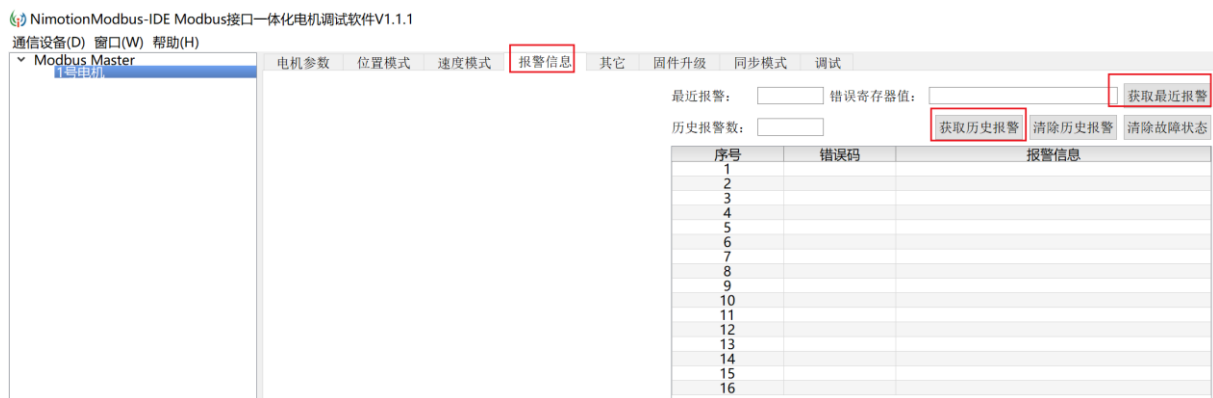 NimotionModbus-IDE Modbus接口一体化电机调试软件V1.1.1
通信设备(D) 窗口(W) 帮助(H)
Modbus Master
1号电机
电机参数 位置模式 速度模式 报警信息 其它 固件升级 同步模式 调试
最近报警: 错误寄存器值: 获取最近报警
历史报警数: 获取历史报警 清除历史报警 清除故障状态
序号 错误码 报警信息
1
2
3
4
5
6
7
8
9
10
11
12
13
14
15
16